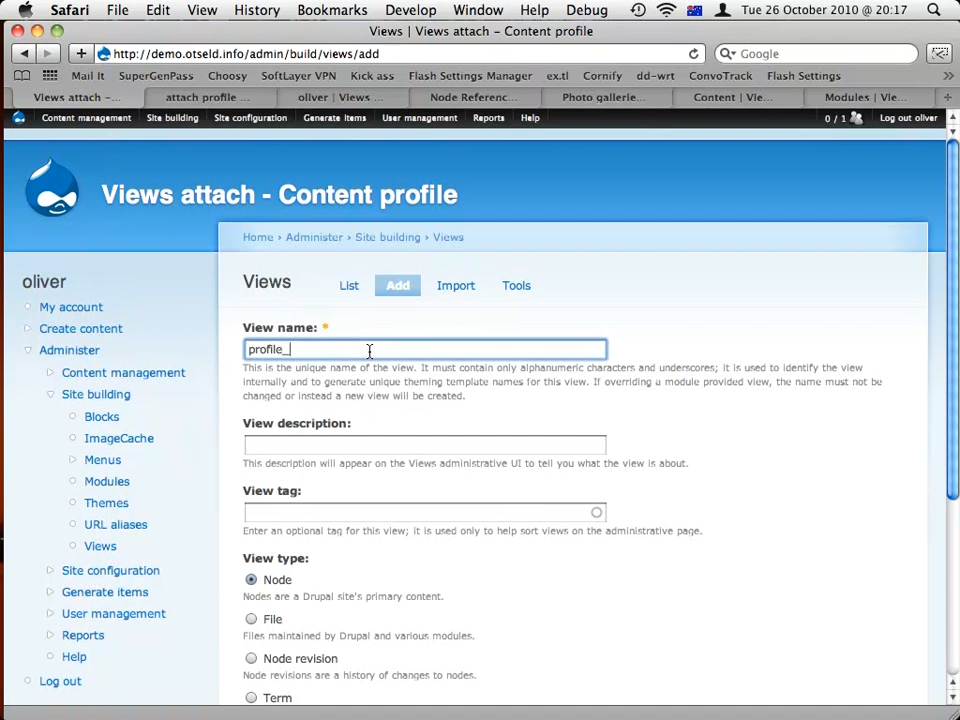 Safari File Edit View History Bookmarks Develop Window Help Debug Tue 26 October 2010 20:17
Views | Views attach - Content profile
http://demo.otseld.info/admin/build/views/add
Google
Mail It SuperGenPass Choosy SoftLayer VPN Kick ass Flash Settings Manager ex.tl Cornify dd-wrt ConvoTrack Flash Settings »
Views attach –... attach profile ... oliver | Views ... Node Referenc... Photo gallerie... Content | Vie... Modules | Vie... +
Content management Site building Site configuration Generate items User management Reports Help 0 / 1 Log out oliver
Views attach - Content profile
Home › Administer › Site building › Views
oliver
My account
Create content
Administer
Content management
Site building
Blocks
ImageCache
Menus
Modules
Themes
URL aliases
Views
Site configuration
Generate items
User management
Reports
Help
Log out
Views List Add Import Tools
View name: *
profile_
This is the unique name of the view. It must contain only alphanumeric characters and underscores; it is used to identify the view
internally and to generate unique theming template names for this view. If overriding a module provided view, the name must not be
changed or instead a new view will be created.
View description:
This description will appear on the Views administrative UI to tell you what the view is about.
View tag:
Enter an optional tag for this view; it is used only to help sort views on the administrative page.
View type:
Node
Nodes are a Drupal site's primary content.
File
Files maintained by Drupal and various modules.
Node revision
Node revisions are a history of changes to nodes.
Term